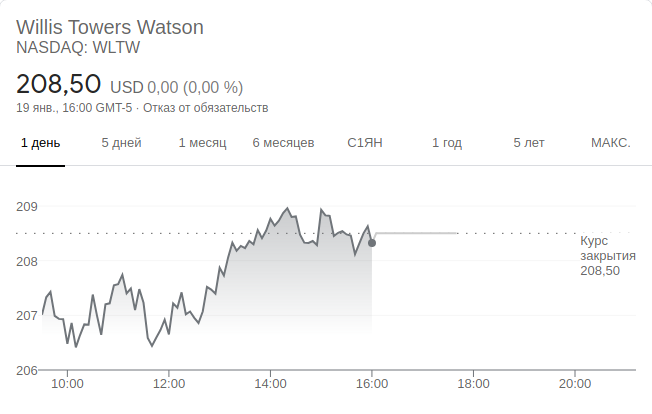 Willis Towers Watson
NASDAQ: WLTW
208,50 USD 0,00 (0,00 %)
19 янв., 16:00 GMT-5 · Отказ от обязательств
1 день 5 дней 1 месяц 6 месяцев С1ЯН 1 год 5 лет МАКС.
209
208
207
206
Курс
закрытия
208,50
10:00 12:00 14:00 16:00 18:00 20:00